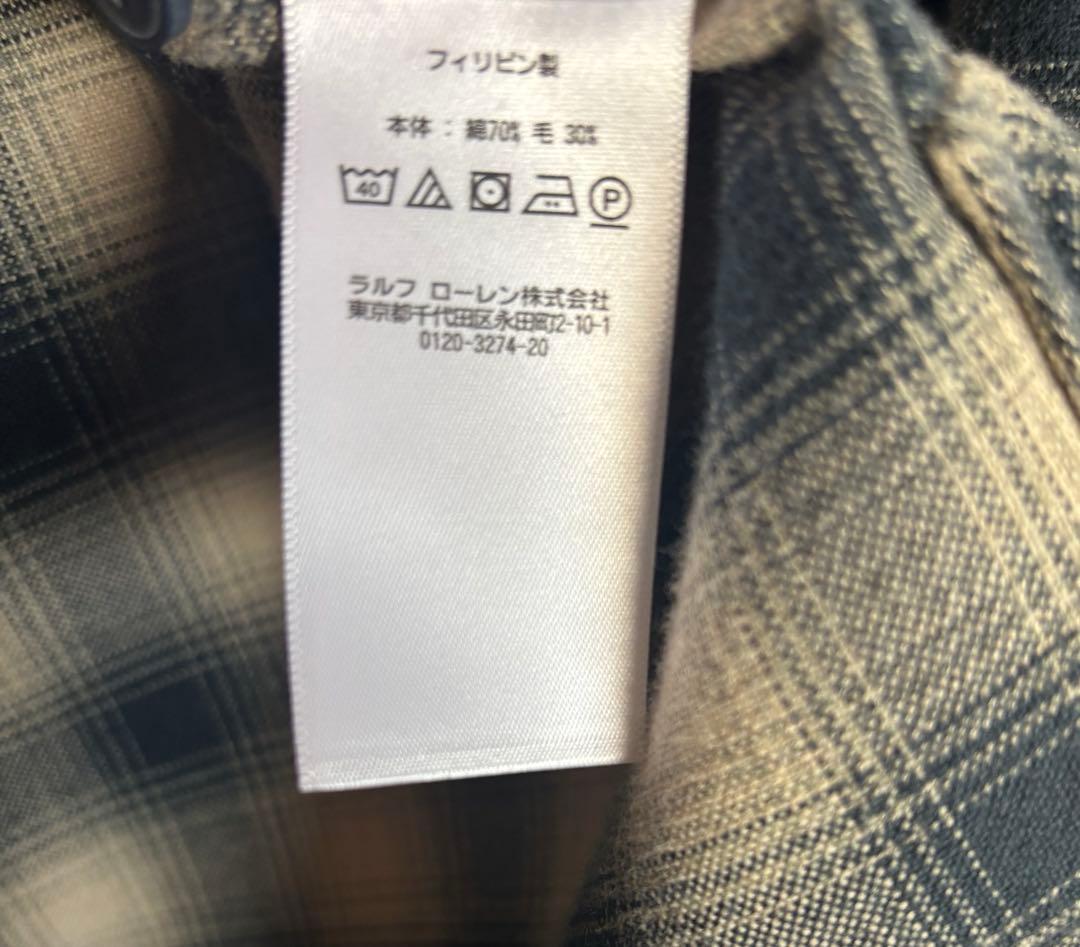 フィリピン製
本体 : 綿70% 毛 30%
40 P
ラルフ ローレン株式会社
東京都千代田区永田町2-10-1
0120-3274-20